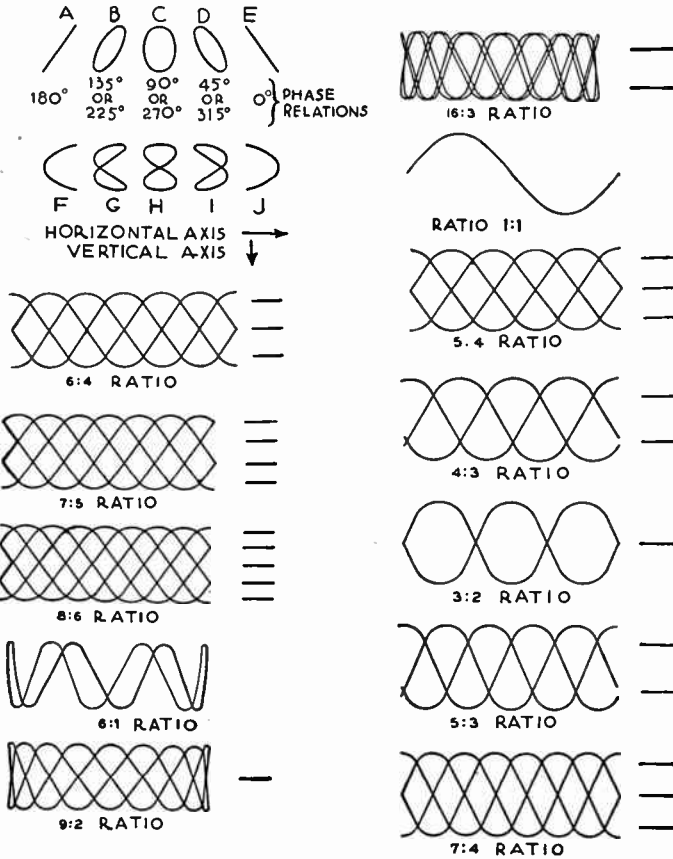 A B C D E
180° 135° OR 225° 90° OR 270° 45° OR 315° 0° PHASE RELATIONS
F G H I J
HORIZONTAL AXIS
VERTICAL AXIS
6:4 RATIO
7:5 RATIO
8:6 RATIO
6:1 RATIO
9:2 RATIO
16:3 RATIO
RATIO 1:1
5.4 RATIO
4:3 RATIO
3:2 RATIO
5:3 RATIO
7:4 RATIO